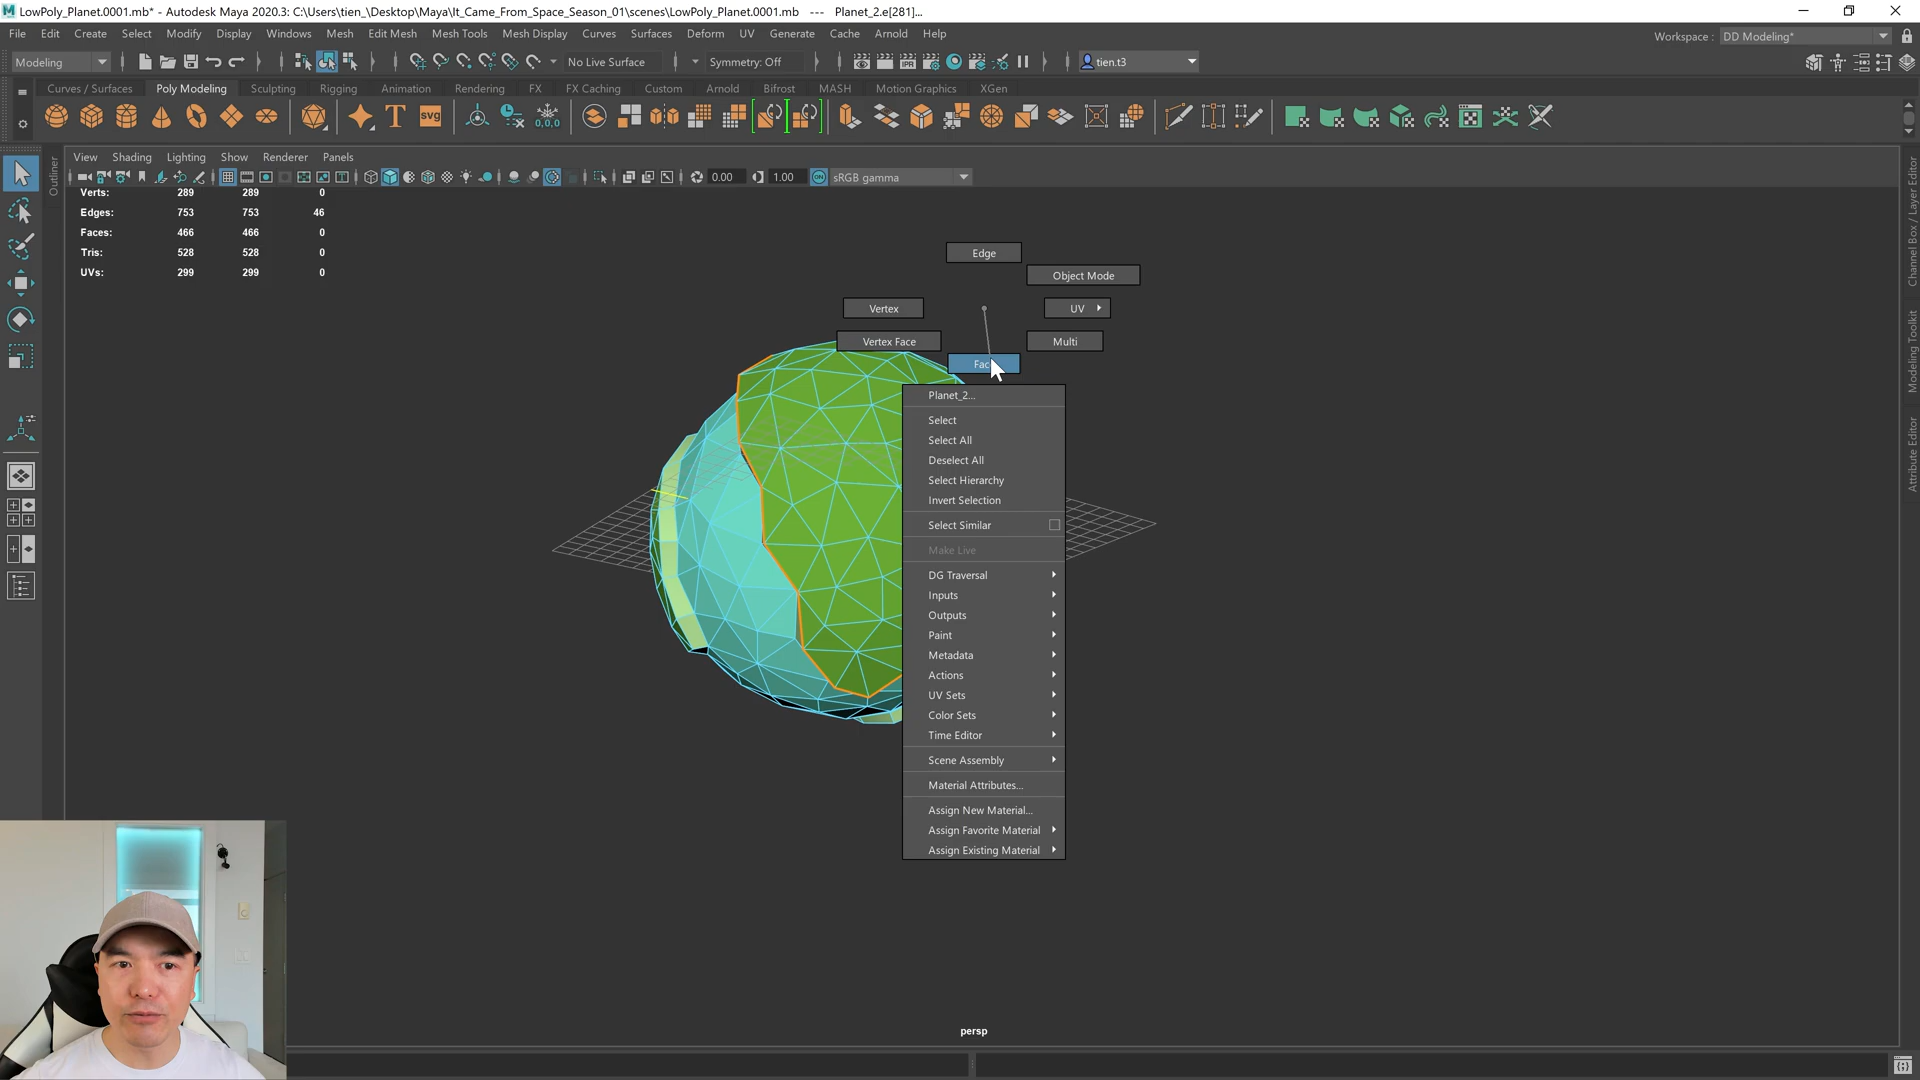 LowPoly_Planet.0001.mb* - Autodesk Maya 2020.3: C:\Users\tien_\Desktop\Maya\It_Came_From_Space_Season_01\scenes\LowPoly_Planet.0001.mb --- Planet_2.e[281]...
File Edit Create Select Modify Display Windows Mesh Edit Mesh Mesh Tools Mesh Display Curves Surfaces Deform UV Generate Cache Arnold Help
Workspace : DD Modeling*
Modeling No Live Surface Symmetry: Off tien.t3
Curves / Surfaces Poly Modeling Sculpting Rigging Animation Rendering FX FX Caching Custom Arnold Bifrost MASH Motion Graphics XGen
T svg 0,0,0
IPR
View Shading Lighting Show Renderer Panels
0.00 1.00 ON sRGB gamma
Outliner
Verts: 289 289 0
Edges: 753 753 46
Faces: 466 466 0
Tris: 528 528 0
UVs: 299 299 0
Edge
Object Mode
Vertex
UV
Vertex Face
Multi
Planet_2...
Select
Select All
Deselect All
Select Hierarchy
Invert Selection
Select Similar
Make Live
DG Traversal
Inputs
Outputs
Paint
Metadata
Actions
UV Sets
Color Sets
Time Editor
Scene Assembly
Material Attributes...
Assign New Material...
Assign Favorite Material
Assign Existing Material
persp
Channel Box / Layer Editor
Modeling Toolkit
Attribute Editor